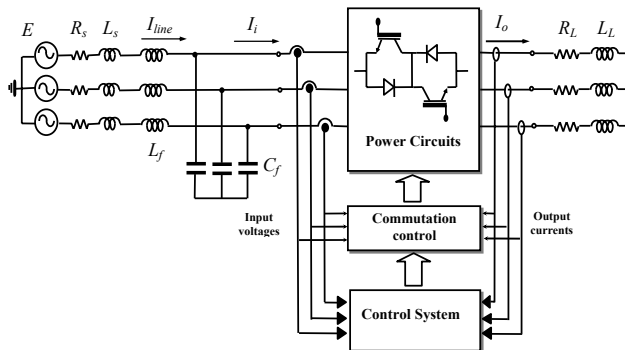 E
R_s
L_s
I_line
I_i
I_o
R_L
L_L
Power Circuits
L_f
C_f
Input
voltages
Commutation
control
Output
currents
Control System